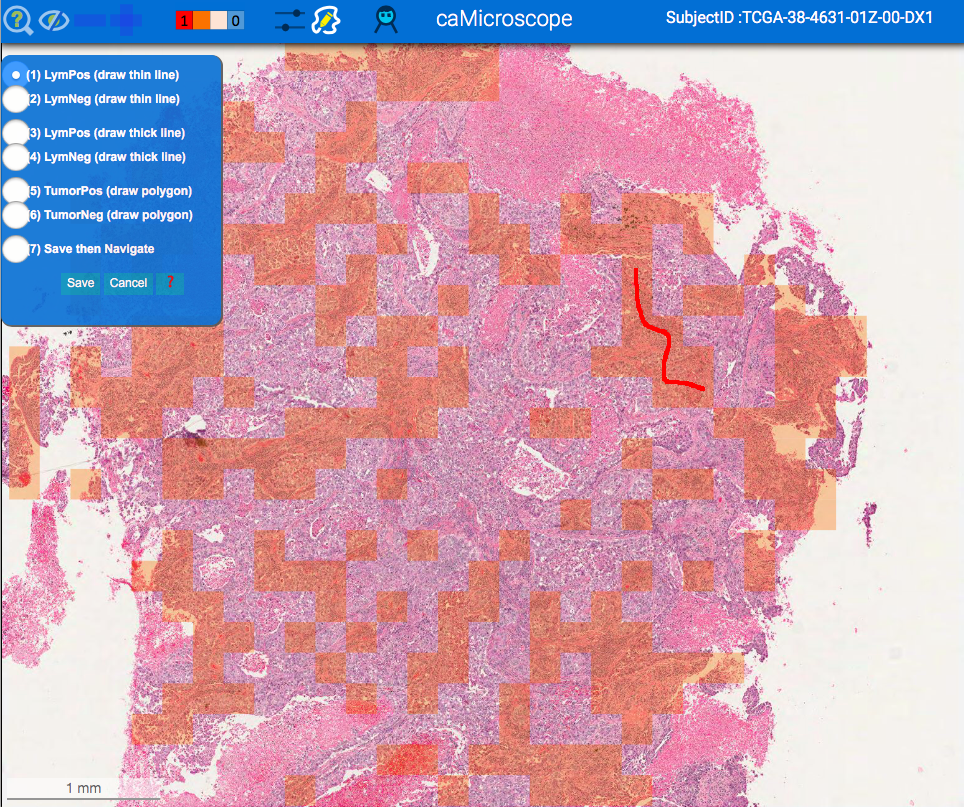 1 0
caMicroscope
SubjectID :TCGA-38-4631-01Z-00-DX1
(1) LymPos (draw thin line)
(2) LymNeg (draw thin line)
(3) LymPos (draw thick line)
(4) LymNeg (draw thick line)
(5) TumorPos (draw polygon)
(6) TumorNeg (draw polygon)
(7) Save then Navigate
Save Cancel ?
1 mm